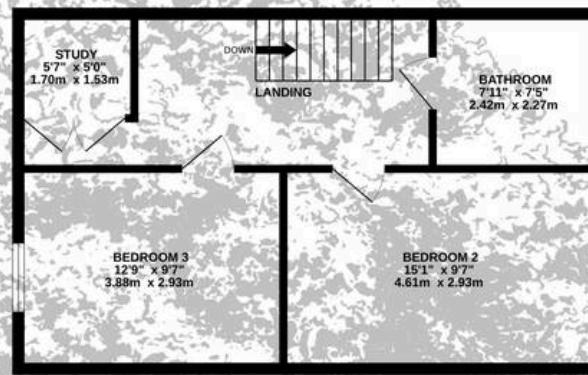 STUDY
5'7" x 5'0"
1.70m x 1.53m
DOWN
LANDING
BATHROOM
7'11" x 7'5"
2.42m x 2.27m
BEDROOM 3
12'9" x 9'7"
3.88m x 2.93m
BEDROOM 2
15'1" x 9'7"
4.61m x 2.93m